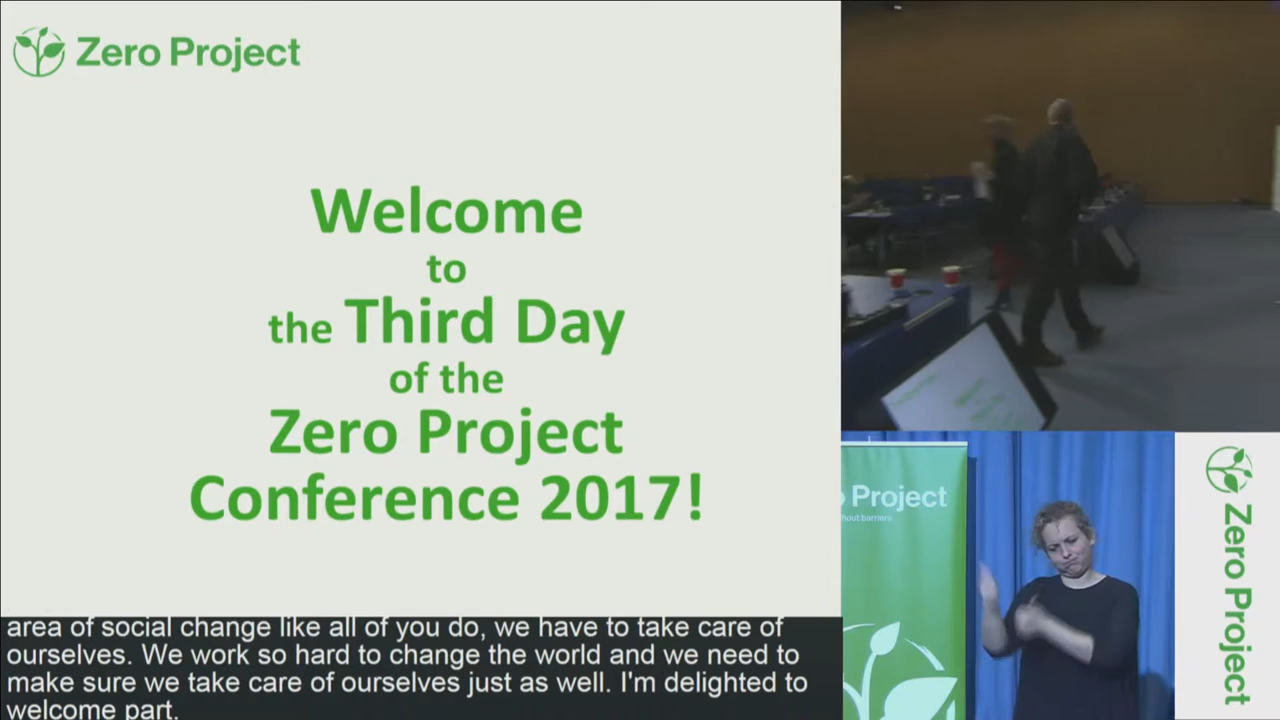 Zero Project
Welcome
to
the Third Day
of the
Zero Project
Conference 2017!
area of social change like all of you do, we have to take care of
ourselves. We work so hard to change the world and we need to
make sure we take care of ourselves just as well. I'm delighted to
welcome part.
Project
hout barriers
Zero Project